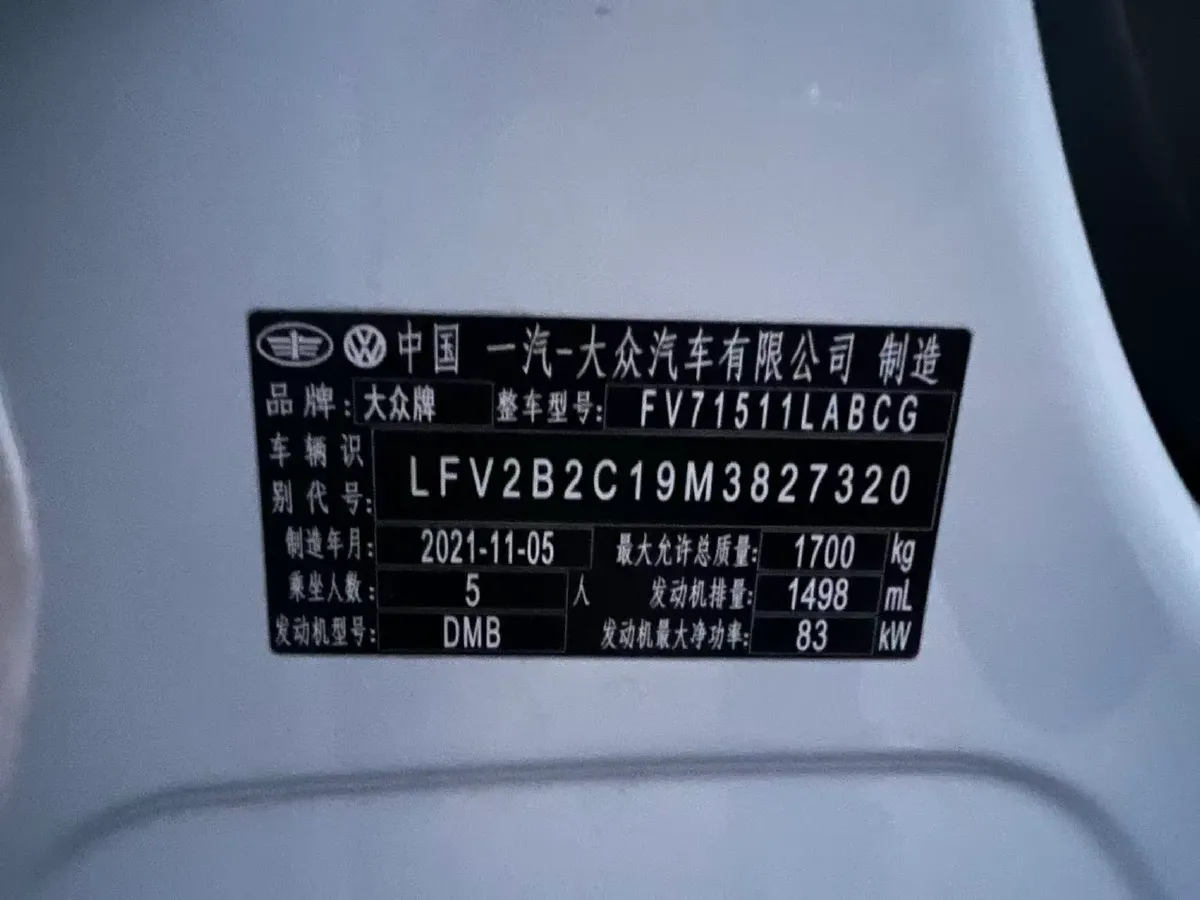 中国 一汽-大众汽车有限公司 制造
品牌: 大众牌 整车型号: FV71511LABCG
车辆识
别代号: LFV2B2C19M3827320
制造年月: 2021-11-05 最大允许总质量: 1700 kg
乘坐人数: 5 人 发动机排量: 1498 mL
发动机型号: DMB 发动机最大净功率: 83 kW